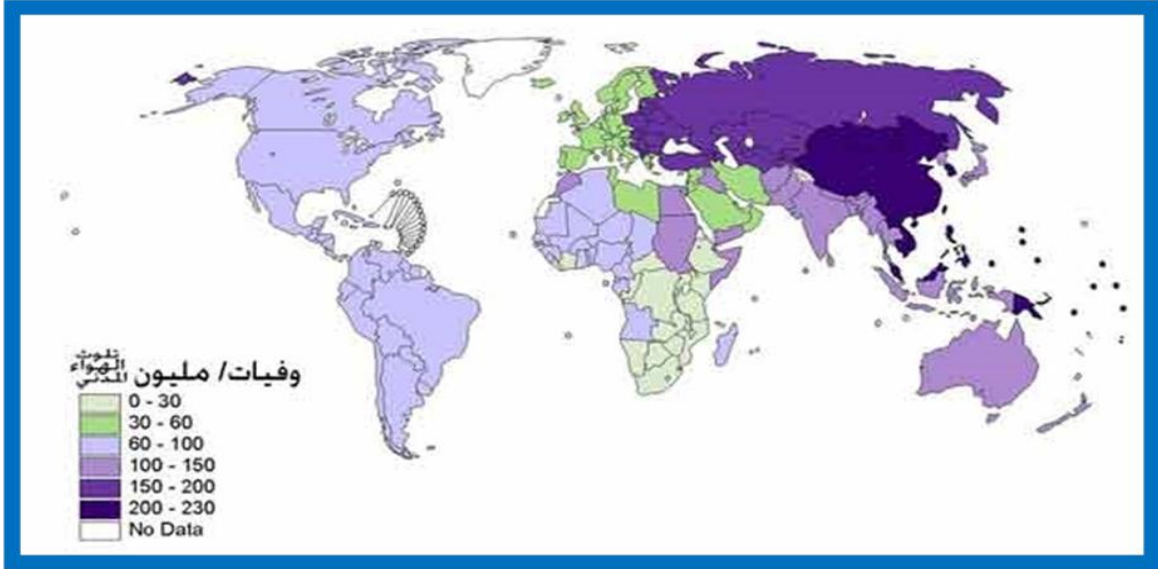 تلوث
الهواء
المدني
وفيات/ مليون
0 - 30
30 - 60
60 - 100
100 - 150
150 - 200
200 - 230
No Data